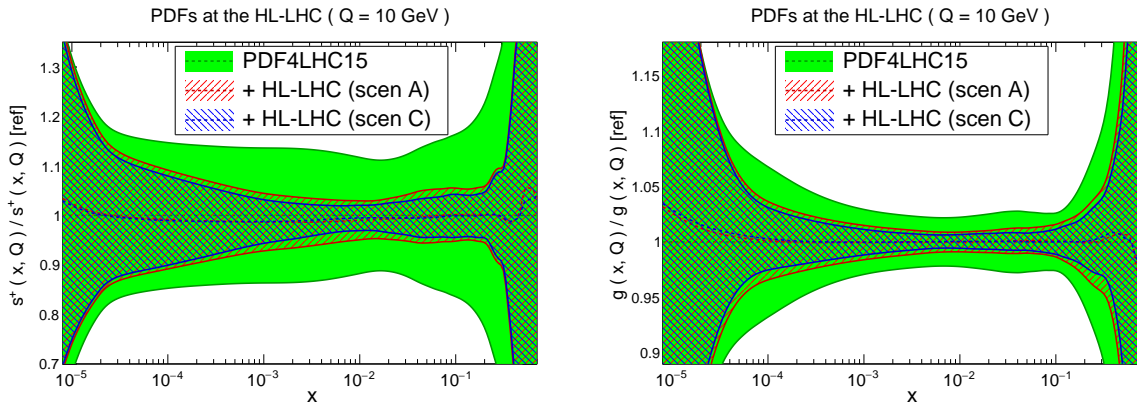 PDFs at the HL-LHC ( Q = 10 GeV )
s⁺ ( x, Q ) / s⁺ ( x, Q ) [ref]
1.3
1.2
1.1
1
0.9
0.8
0.7
PDF4LHC15
+ HL-LHC (scen A)
+ HL-LHC (scen C)
10⁻⁵
10⁻⁴
10⁻³
10⁻²
10⁻¹
x
PDFs at the HL-LHC ( Q = 10 GeV )
g ( x, Q ) / g ( x, Q ) [ref]
1.15
1.1
1.05
1
0.95
0.9
PDF4LHC15
+ HL-LHC (scen A)
+ HL-LHC (scen C)
10⁻⁵
10⁻⁴
10⁻³
10⁻²
10⁻¹
x